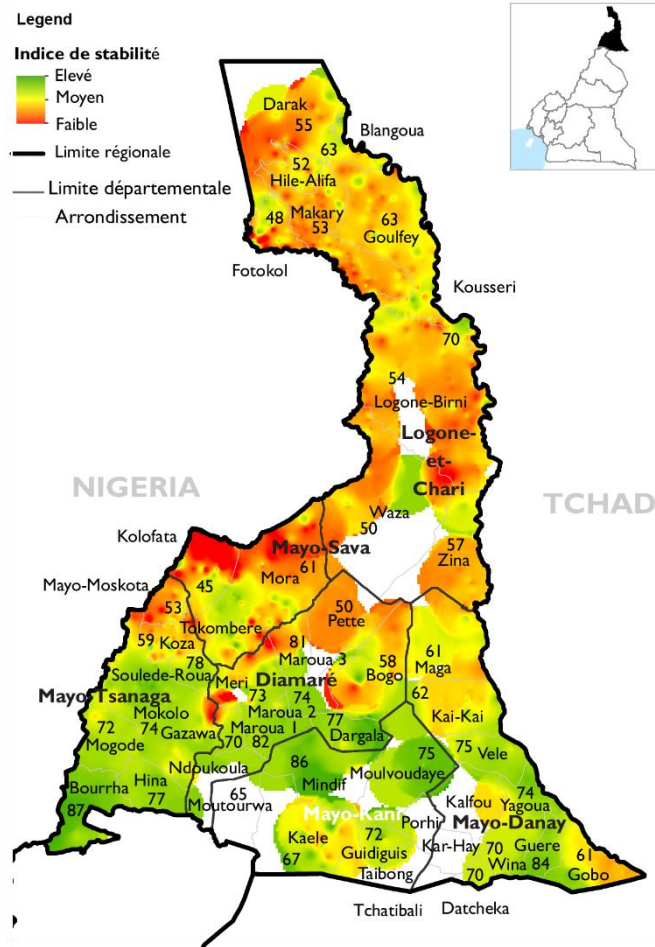 Legend
Indice de stabilité
Elevé
Moyen
Faible
Limite régionale
Limite départementale
Arrondissement
Darak
55
Blangoua
63
52
Hile-Alifa
48
Makary
53
63
Goulfey
Fotokol
Kousseri
70
54
Logone-Birni
Logone-
et-
Chari
NIGERIA
TCHAD
Waza
50
Kolofata
Mayo-Sava
57
Zina
61
Mora
Mayo-Moskota
45
53
50
Pette
Tokombere
59
Koza
81
Maroua 3
61
Maga
58
Bogo
78
Soulede-Roua
Meri
Diamaré
Mayo-Tsanaga
73
74
62
Mokolo
Maroua 2
Kai-Kai
72
74
Gazawa
Maroua
1
77
Dargala
Mogode
70
82
75
Vele
Ndoukoula
86
75
Moulvoudaye
Bourrha
Hina
Mindif
74
77
Moutourwa
65
Kalfou
Yagoua
87
Mayo-Kani
Mayo-Danay
Kaele
72
Porhi
Kar-Hay
70
Guere
Guidiguis
Wina
84
61
67
Taibong
70
Gobo
Tchatibali
Datcheka